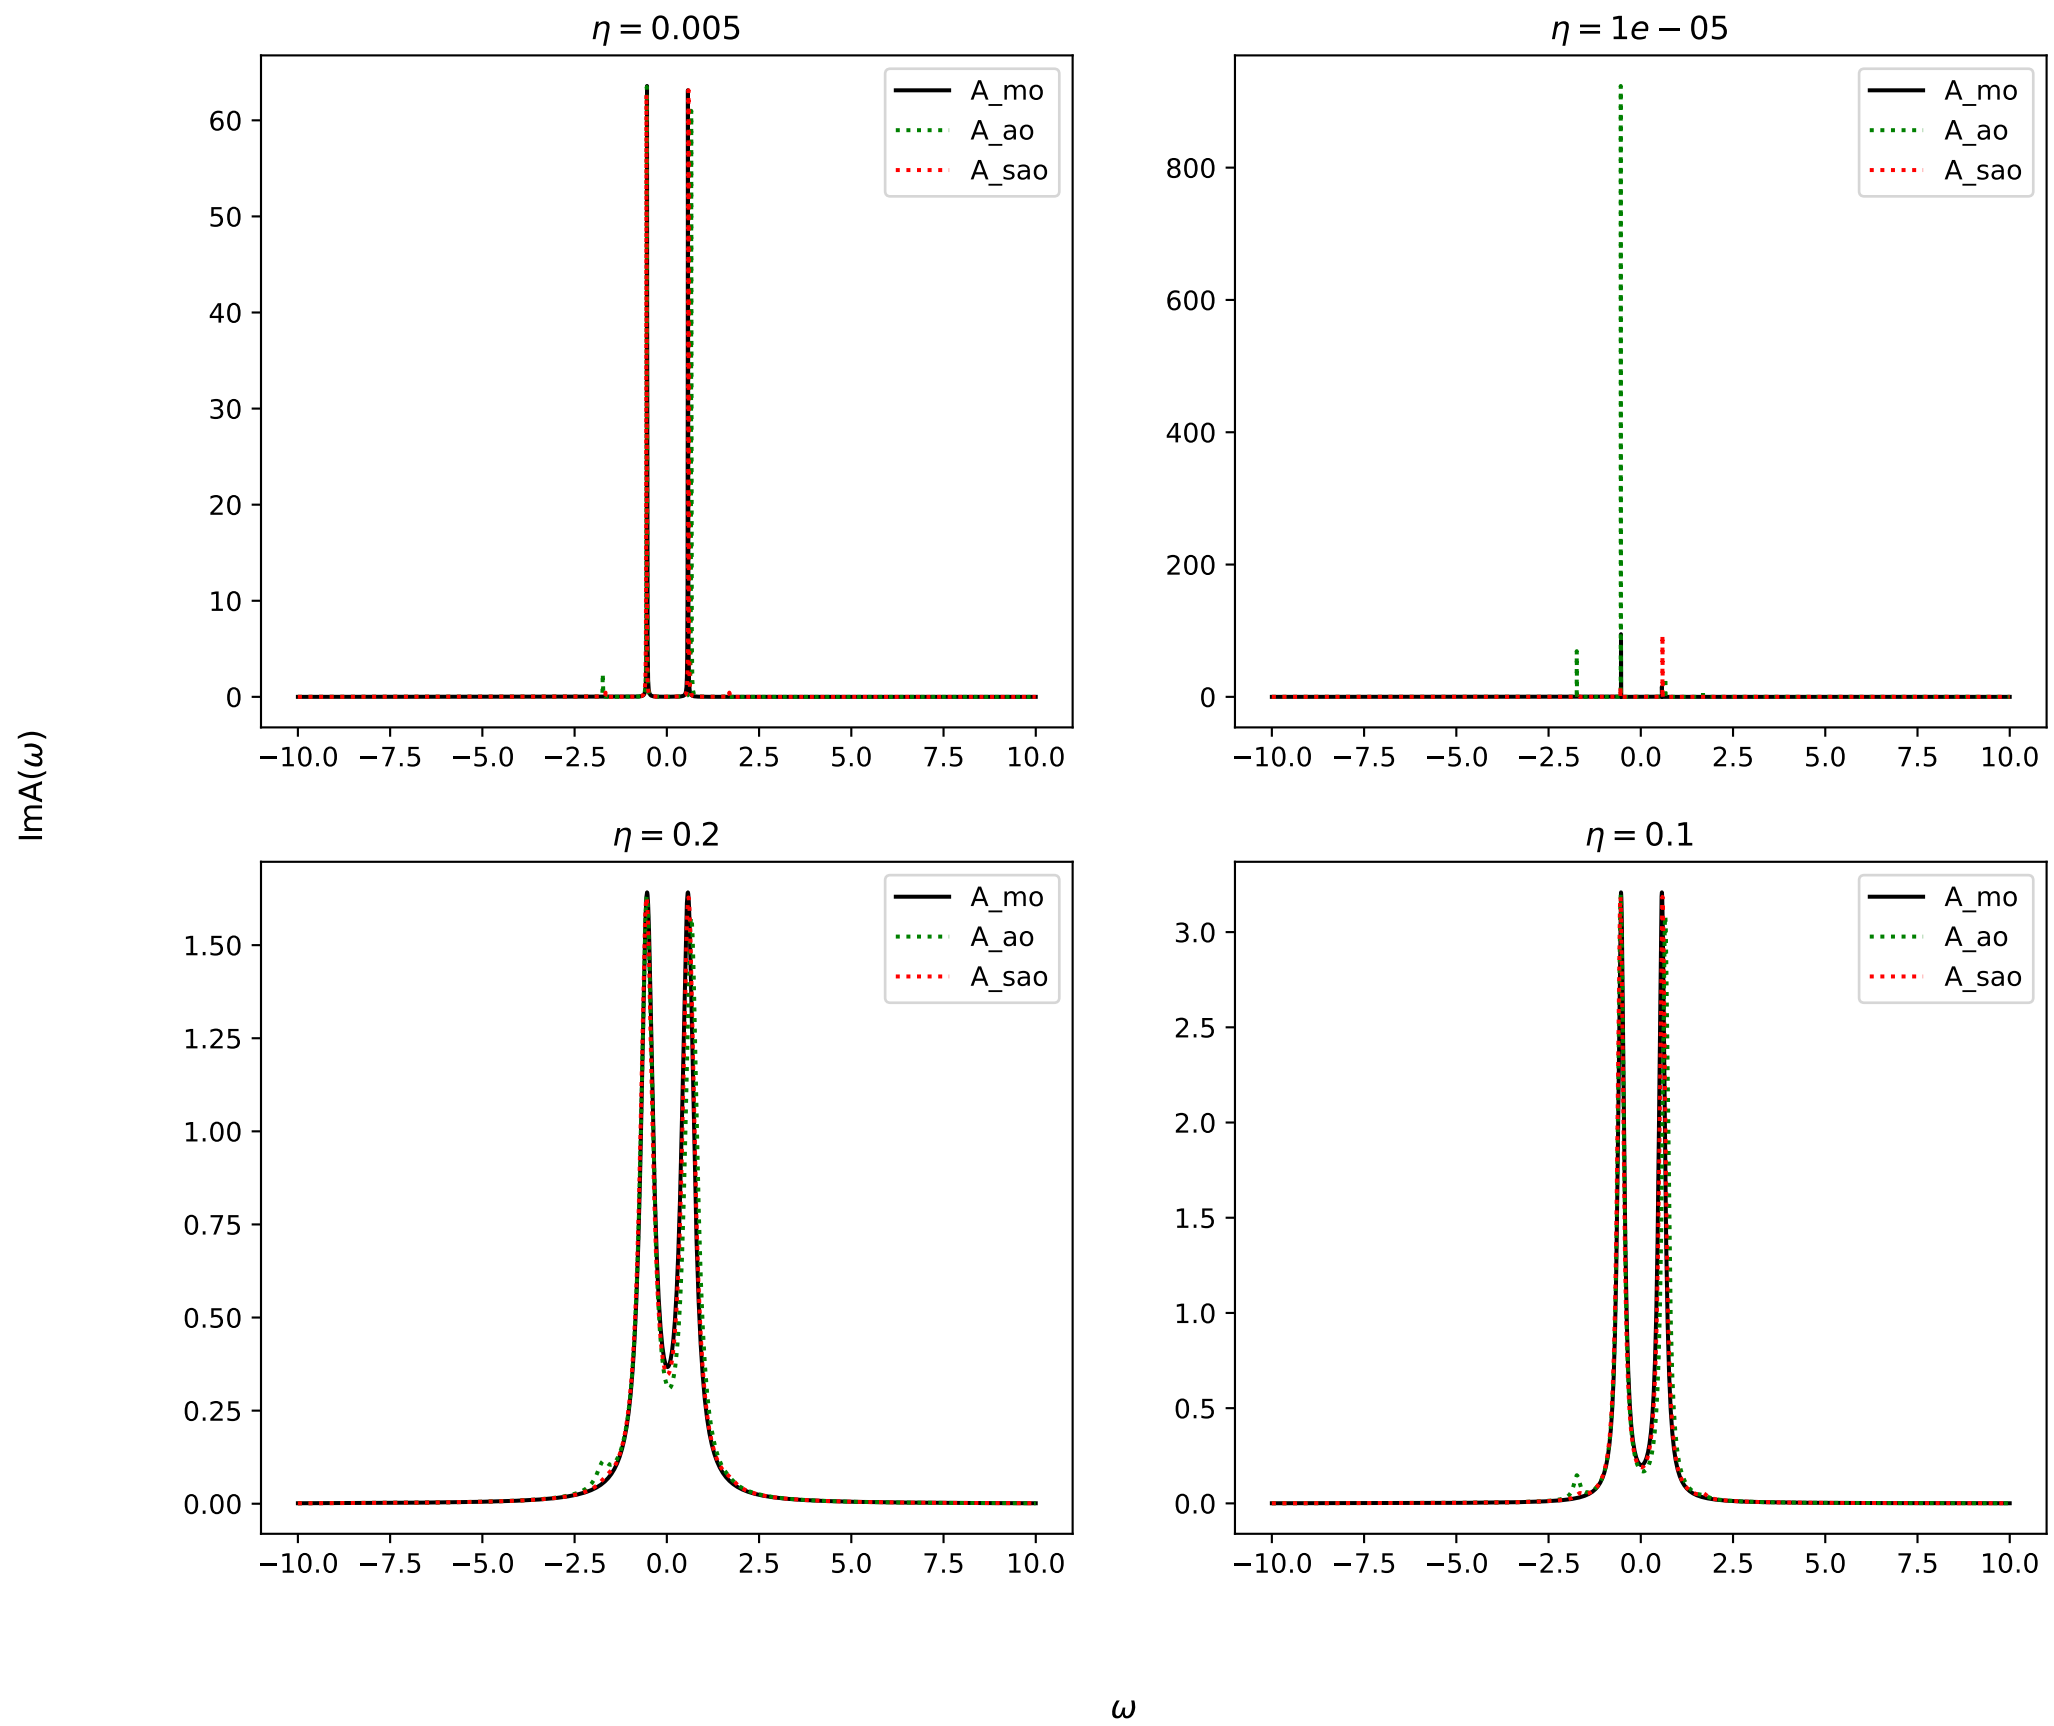 η = 0.005
60
50
40
30
20
10
0
−10.0 −7.5 −5.0 −2.5 0.0 2.5 5.0 7.5 10.0
A_mo
A_ao
A_sao
η = 1e − 05
800
600
400
200
0
−10.0 −7.5 −5.0 −2.5 0.0 2.5 5.0 7.5 10.0
A_mo
A_ao
A_sao
ImA(ω)
η = 0.2
1.50
1.25
1.00
0.75
0.50
0.25
0.00
−10.0 −7.5 −5.0 −2.5 0.0 2.5 5.0 7.5 10.0
A_mo
A_ao
A_sao
η = 0.1
3.0
2.5
2.0
1.5
1.0
0.5
0.0
−10.0 −7.5 −5.0 −2.5 0.0 2.5 5.0 7.5 10.0
A_mo
A_ao
A_sao
ω